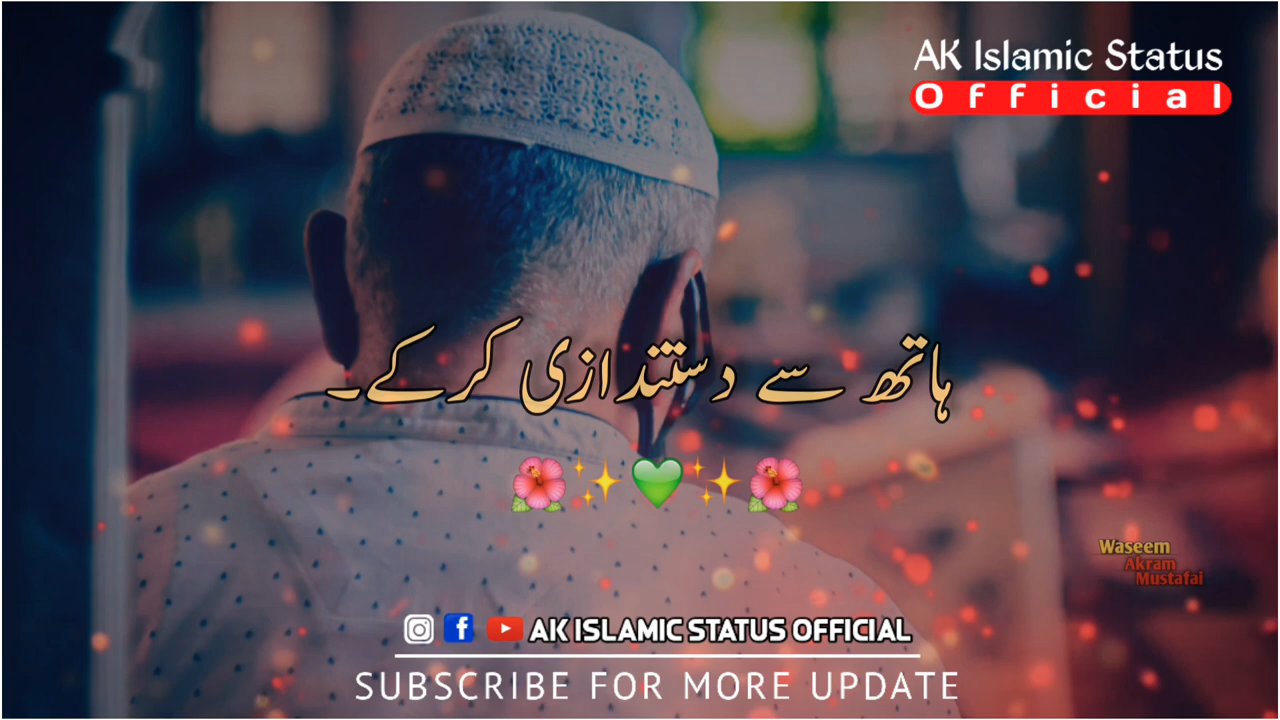 AK Islamic Status
Official
ہاتھ سے دستندازی کرکے۔
Waseem
Akram
Mustafai
AK ISLAMIC STATUS OFFICIAL
SUBSCRIBE FOR MORE UPDATE